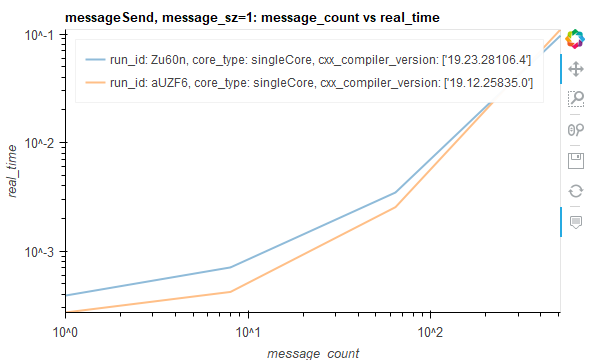 messageSend, message_sz=1: message_count vs real_time
run_id: Zu60n, core_type: singleCore, cxx_compiler_version: ['19.23.28106.4']
run_id: aUZF6, core_type: singleCore, cxx_compiler_version: ['19.12.25835.0']
10^-1
10^-2
10^-3
real_time
10^0
10^1
10^2
message_count